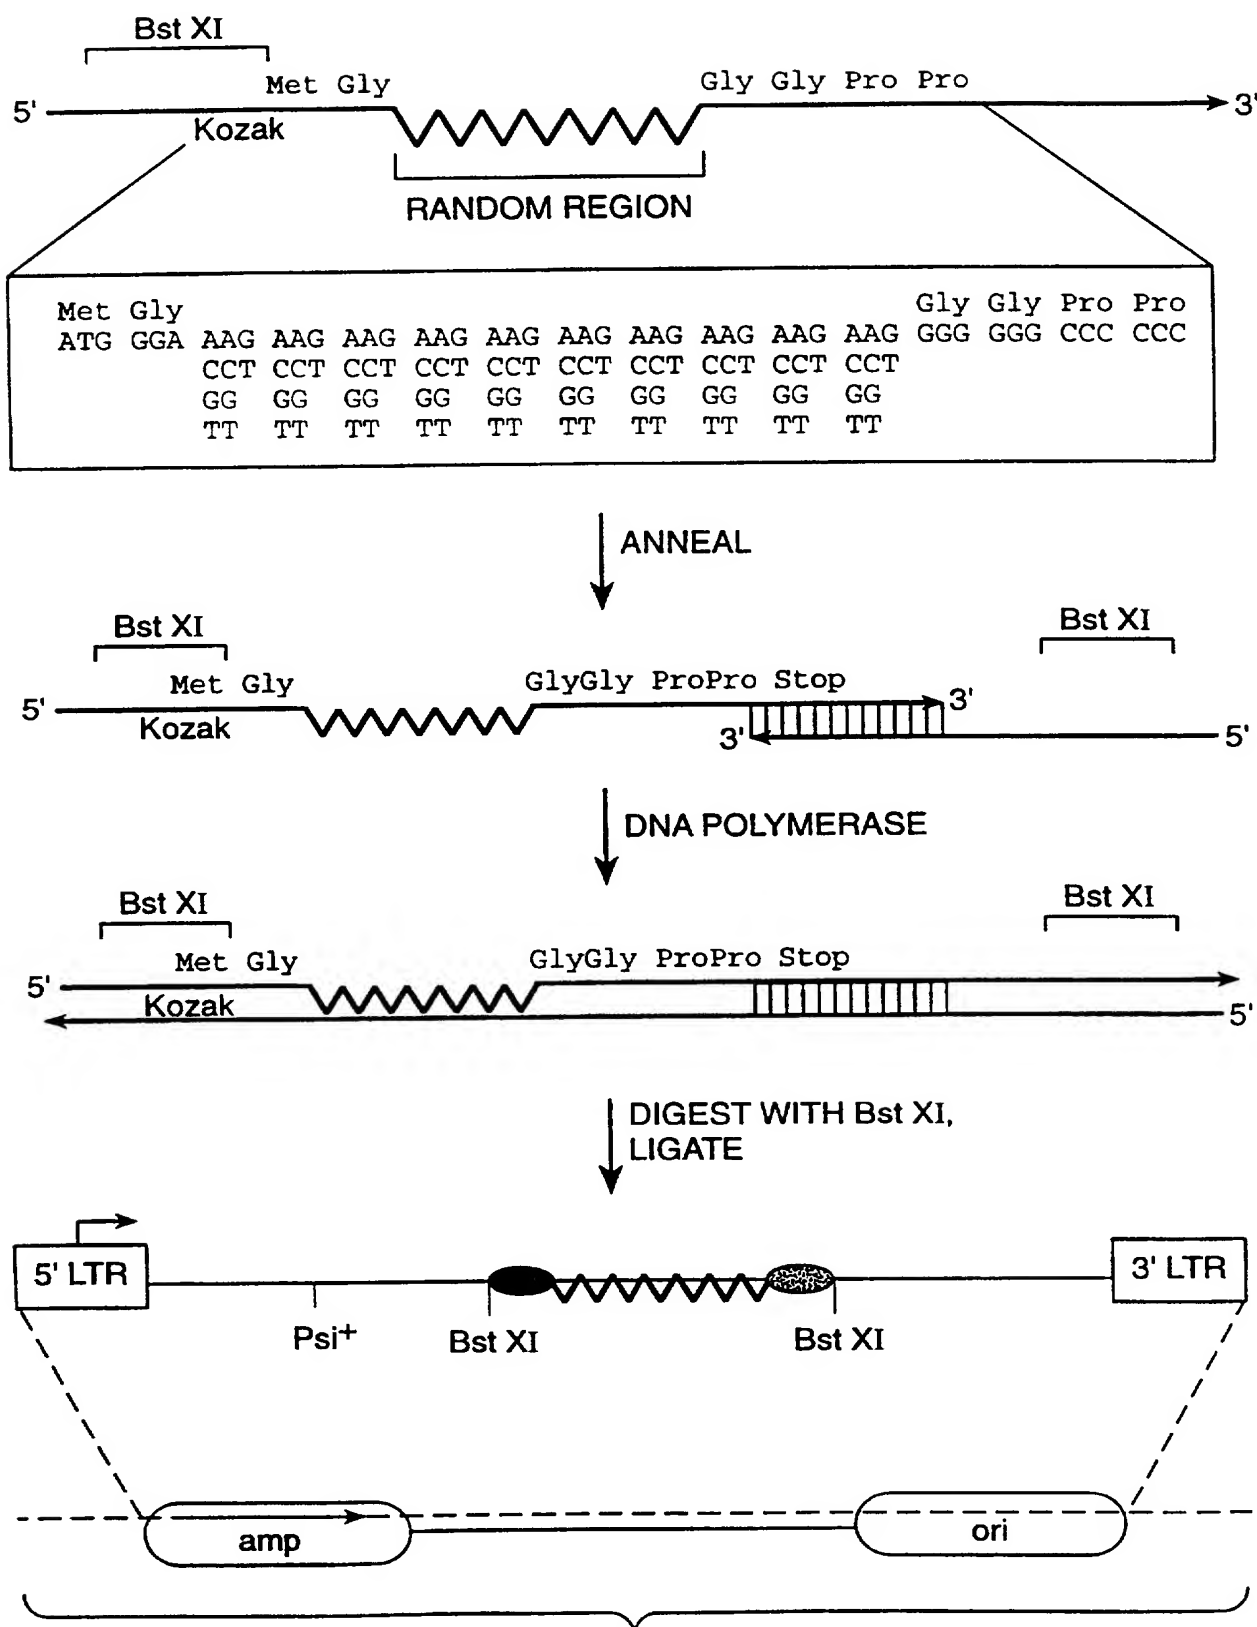 Bst XI
Met Gly
Gly Gly Pro Pro
5'
3'
Kozak
RANDOM REGION
Met Gly
Gly Gly Pro Pro
ATG GGA AAG AAG AAG AAG AAG AAG AAG AAG AAG AAG GGG GGG CCC CCC
CCT CCT CCT CCT CCT CCT CCT CCT CCT CCT
GG GG GG GG GG GG GG GG GG GG
TT TT TT TT TT TT TT TT TT TT
ANNEAL
Bst XI
Bst XI
Met Gly
GlyGly ProPro Stop
5'
3'
Kozak
3'
5'
DNA POLYMERASE
Bst XI
Bst XI
Met Gly
GlyGly ProPro Stop
5'
Kozak
5'
DIGEST WITH Bst XI,
LIGATE
5' LTR
3' LTR
Psi+
Bst XI
Bst XI
amp
ori